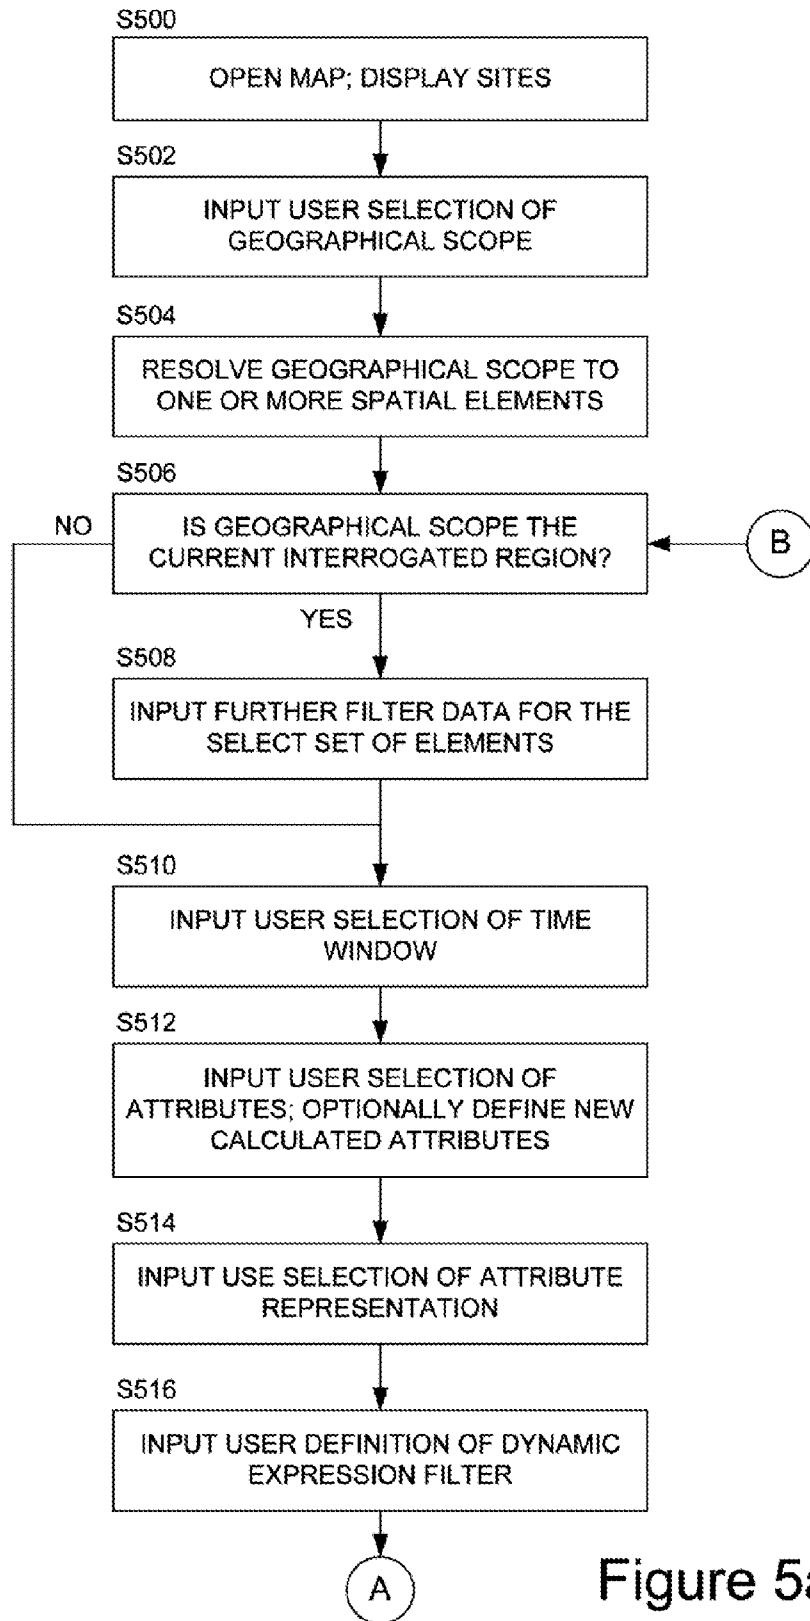 S500
OPEN MAP; DISPLAY SITES
S502
INPUT USER SELECTION OF
GEOGRAPHICAL SCOPE
S504
RESOLVE GEOGRAPHICAL SCOPE TO
ONE OR MORE SPATIAL ELEMENTS
S506
NO
IS GEOGRAPHICAL SCOPE THE
CURRENT INTERROGATED REGION?
B
YES
S508
INPUT FURTHER FILTER DATA FOR THE
SELECT SET OF ELEMENTS
S510
INPUT USER SELECTION OF TIME
WINDOW
S512
INPUT USER SELECTION OF
ATTRIBUTES; OPTIONALLY DEFINE NEW
CALCULATED ATTRIBUTES
S514
INPUT USE SELECTION OF ATTRIBUTE
REPRESENTATION
S516
INPUT USER DEFINITION OF DYNAMIC
EXPRESSION FILTER
A
Figure 5a